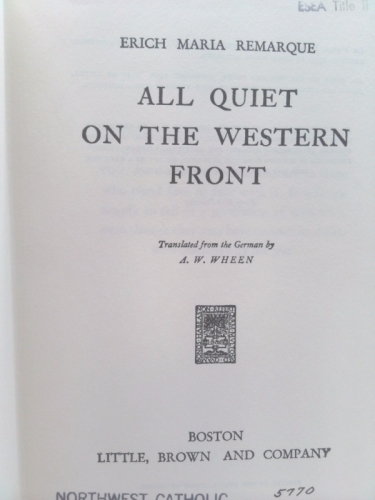 ESEA Title II
ERICH MARIA REMARQUE
ALL QUIET
ON THE WESTERN
FRONT
Translated from the German by
A. W. WHEEN
BOSTON
LITTLE, BROWN AND COMPANY
5770
NORTHWEST CATHOLIC